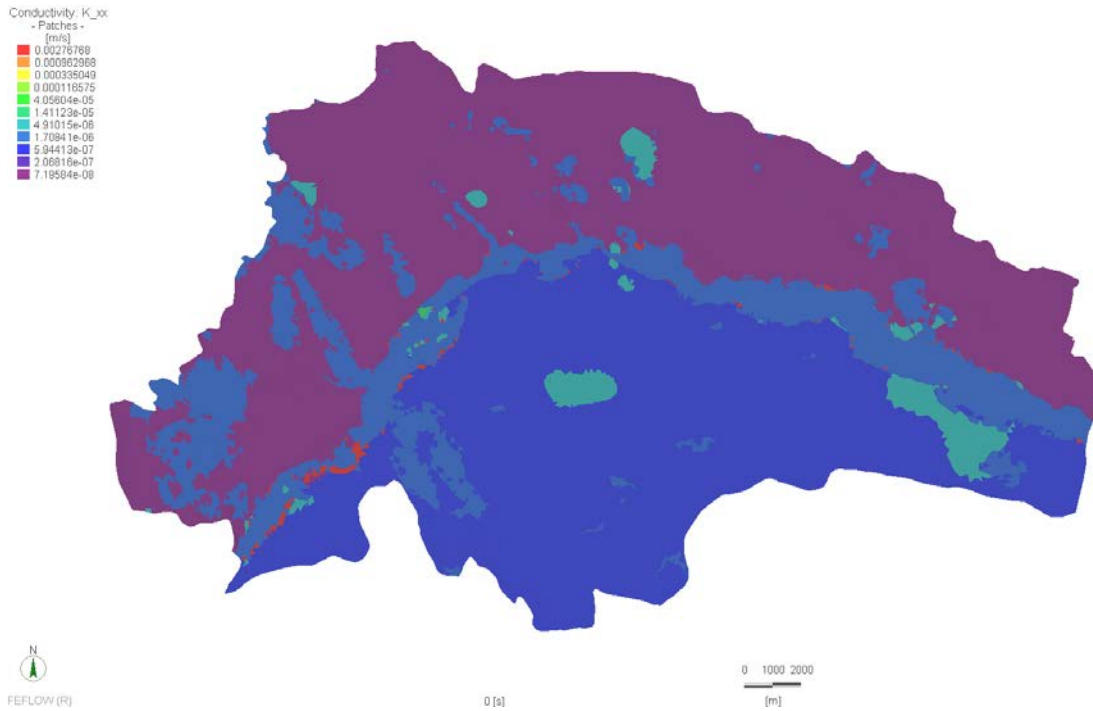 Conductivity: K_xx
- Patches -
[m/s]
0.00276768
0.000962968
0.000335049
0.000116575
4.05604e-05
1.41123e-05
4.91015e-06
1.70841e-06
5.94413e-07
2.06816e-07
7.19584e-08
N
FEFLOW (R)
0 [s]
0 1000 2000
[m]